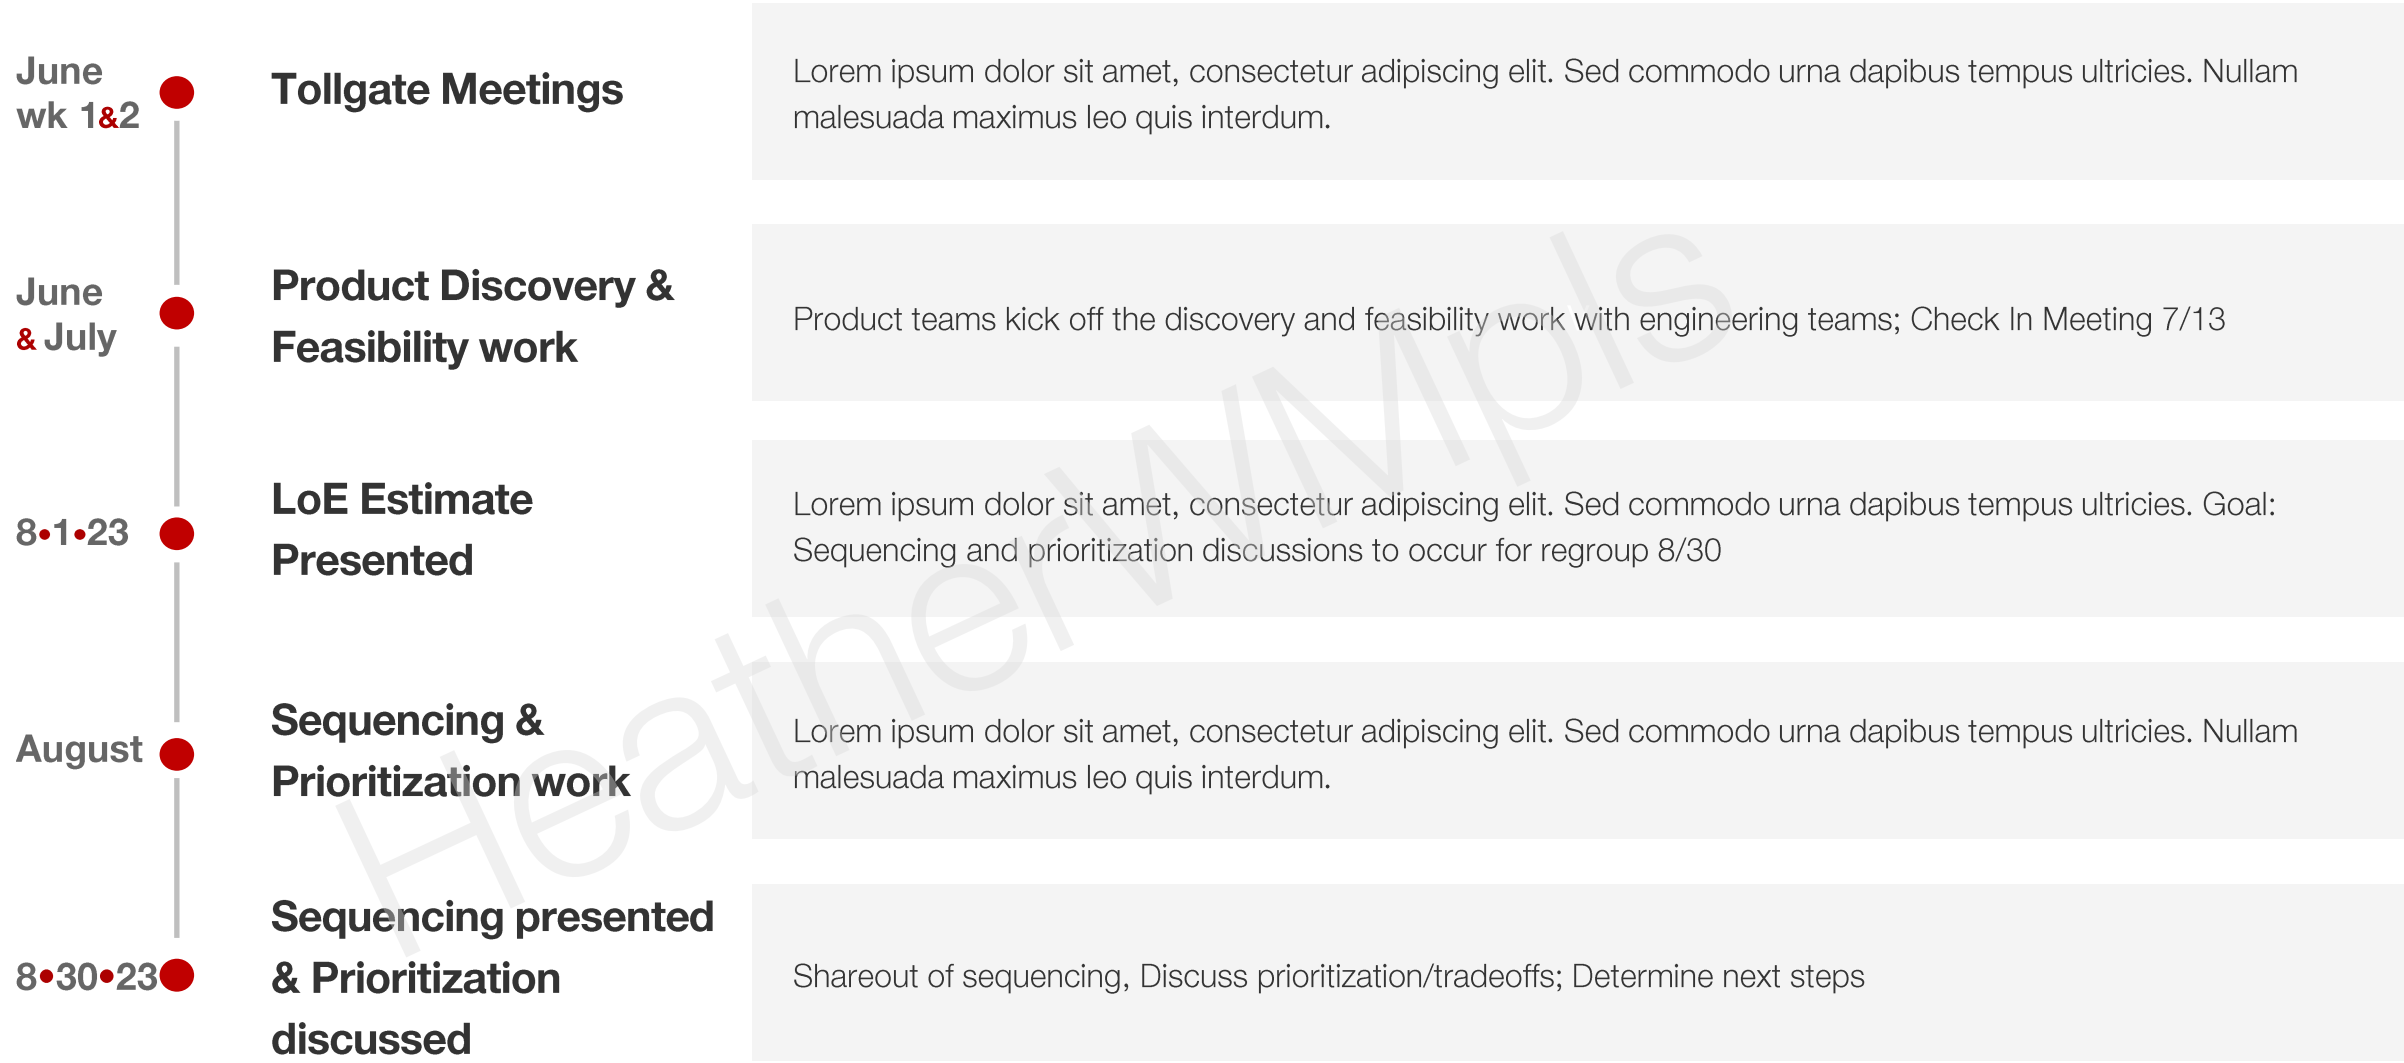 June
wk 1&2
Tollgate Meetings
Lorem ipsum dolor sit amet, consectetur adipiscing elit. Sed commodo urna dapibus tempus ultricies. Nullam
malesuada maximus leo quis interdum.
June
& July
Product Discovery &
Feasibility work
Product teams kick off the discovery and feasibility work with engineering teams; Check In Meeting 7/13
8•1•23
LoE Estimate
Presented
Lorem ipsum dolor sit amet, consectetur adipiscing elit. Sed commodo urna dapibus tempus ultricies. Goal:
Sequencing and prioritization discussions to occur for regroup 8/30
August
Sequencing &
Prioritization work
Lorem ipsum dolor sit amet, consectetur adipiscing elit. Sed commodo urna dapibus tempus ultricies. Nullam
malesuada maximus leo quis interdum.
8•30•23
Sequencing presented
& Prioritization
discussed
Shareout of sequencing, Discuss prioritization/tradeoffs; Determine next steps
HeatherWMpls